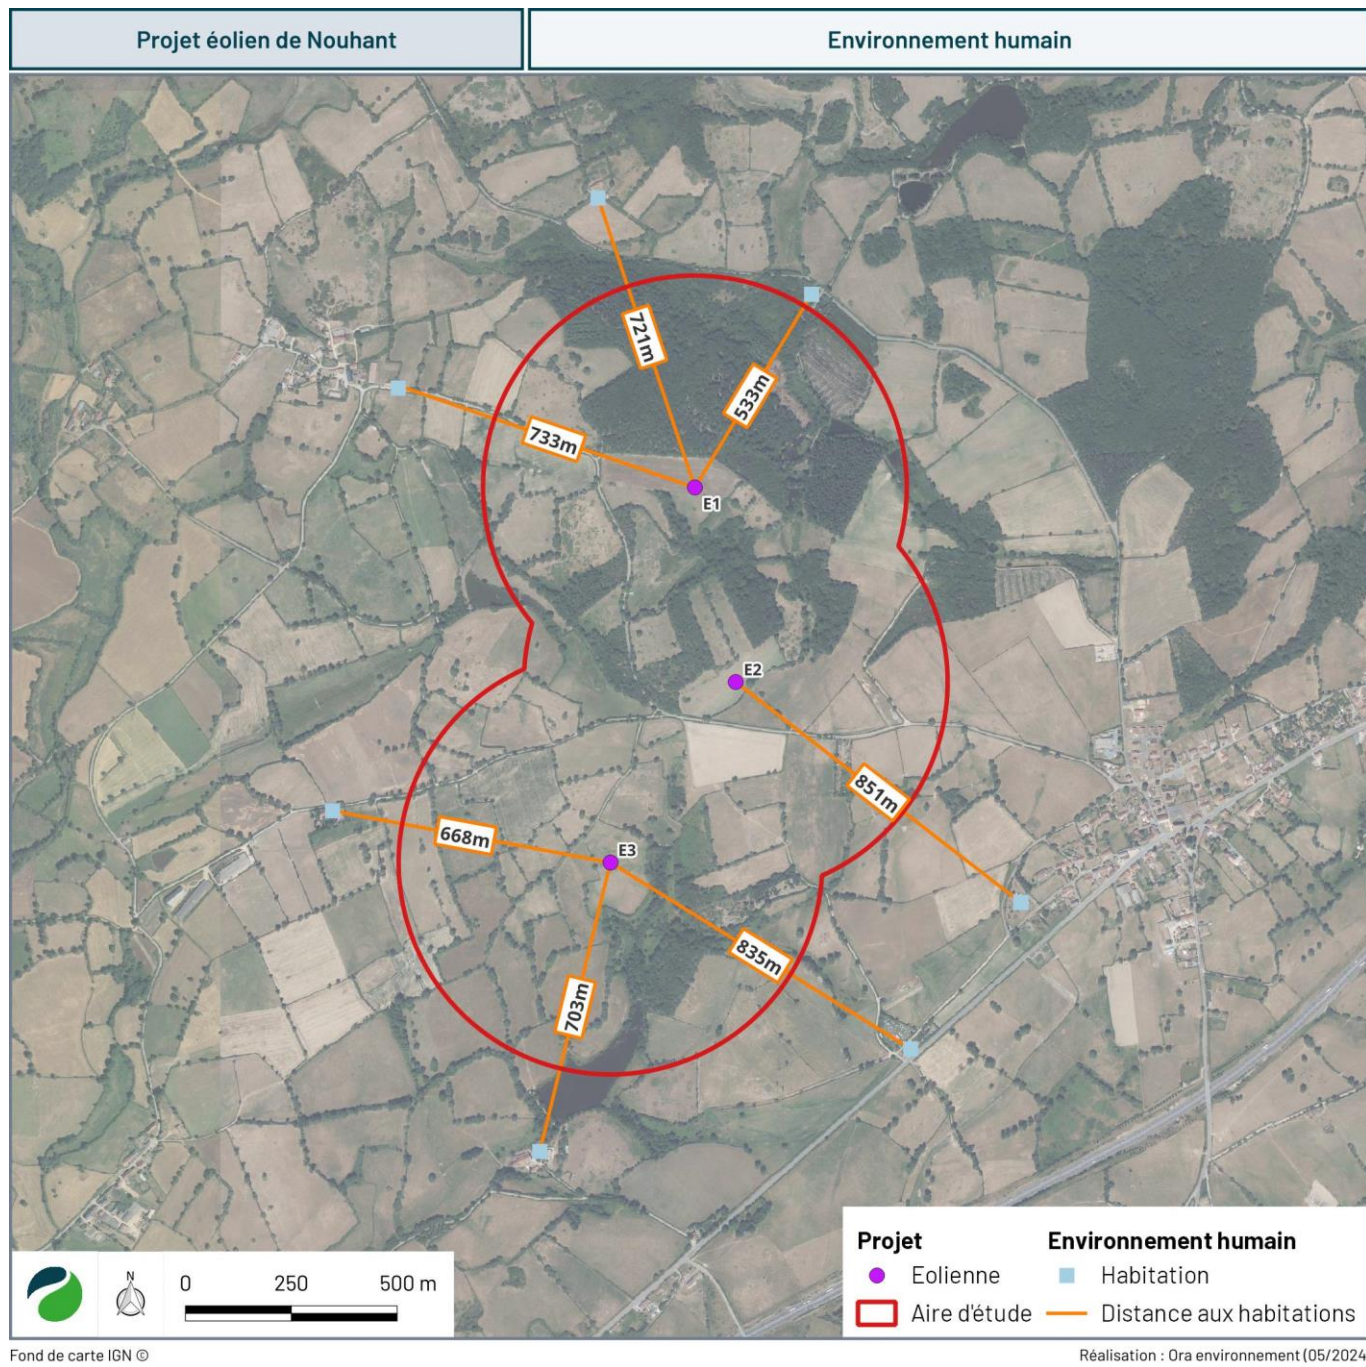 Projet éolien de Nouhant
Environnement humain
721m
533m
733m
E1
E2
851m
668m
E3
835m
703m
N
0 250 500 m
Projet
Eolienne
Aire d'étude
Environnement humain
Habitation
Distance aux habitations
Fond de carte IGN ©
Réalisation : Ora environnement (05/2024